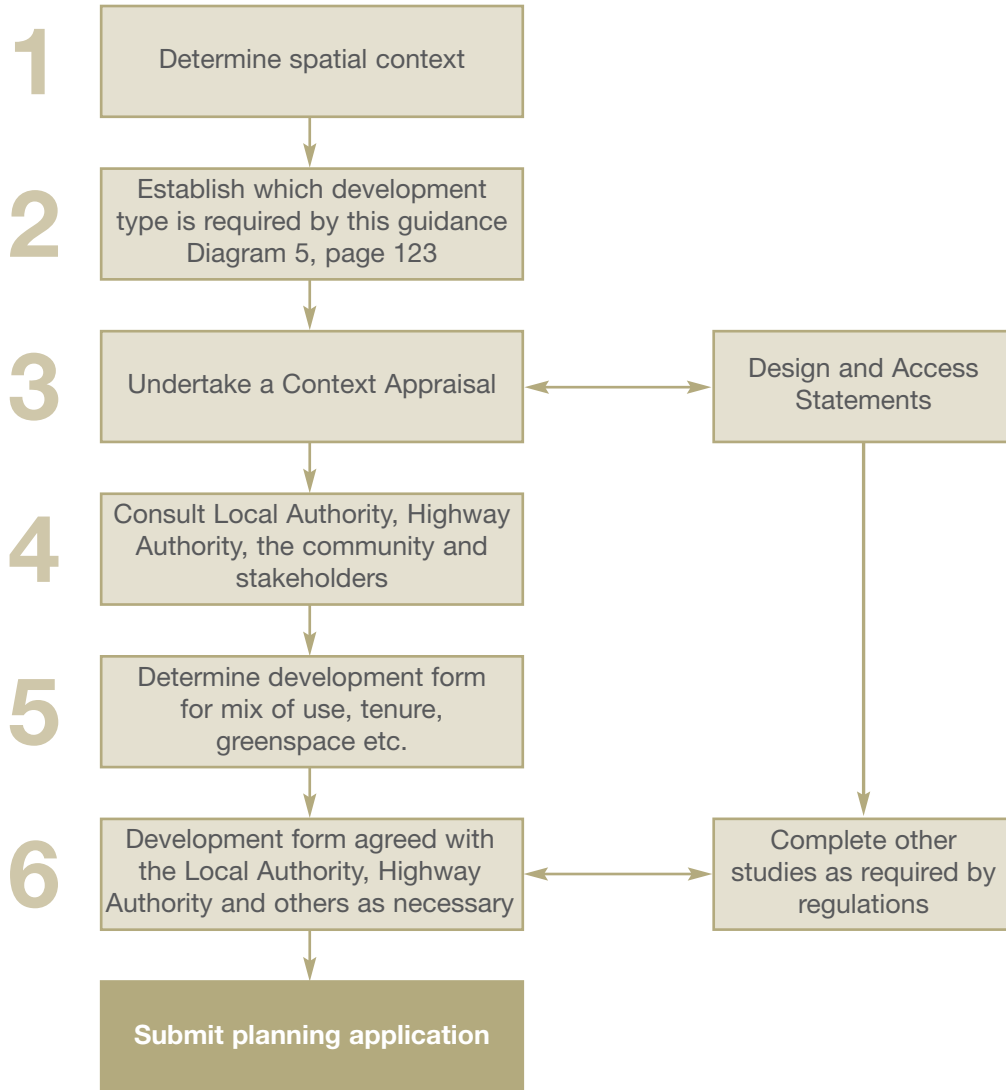 1
Determine spatial context
2
Establish which development
type is required by this guidance
Diagram 5, page 123
3
Undertake a Context Appraisal
Design and Access
Statements
4
Consult Local Authority, Highway
Authority, the community and
stakeholders
5
Determine development form
for mix of use, tenure,
greenspace etc.
6
Development form agreed with
the Local Authority, Highway
Authority and others as necessary
Complete other
studies as required by
regulations
Submit planning application